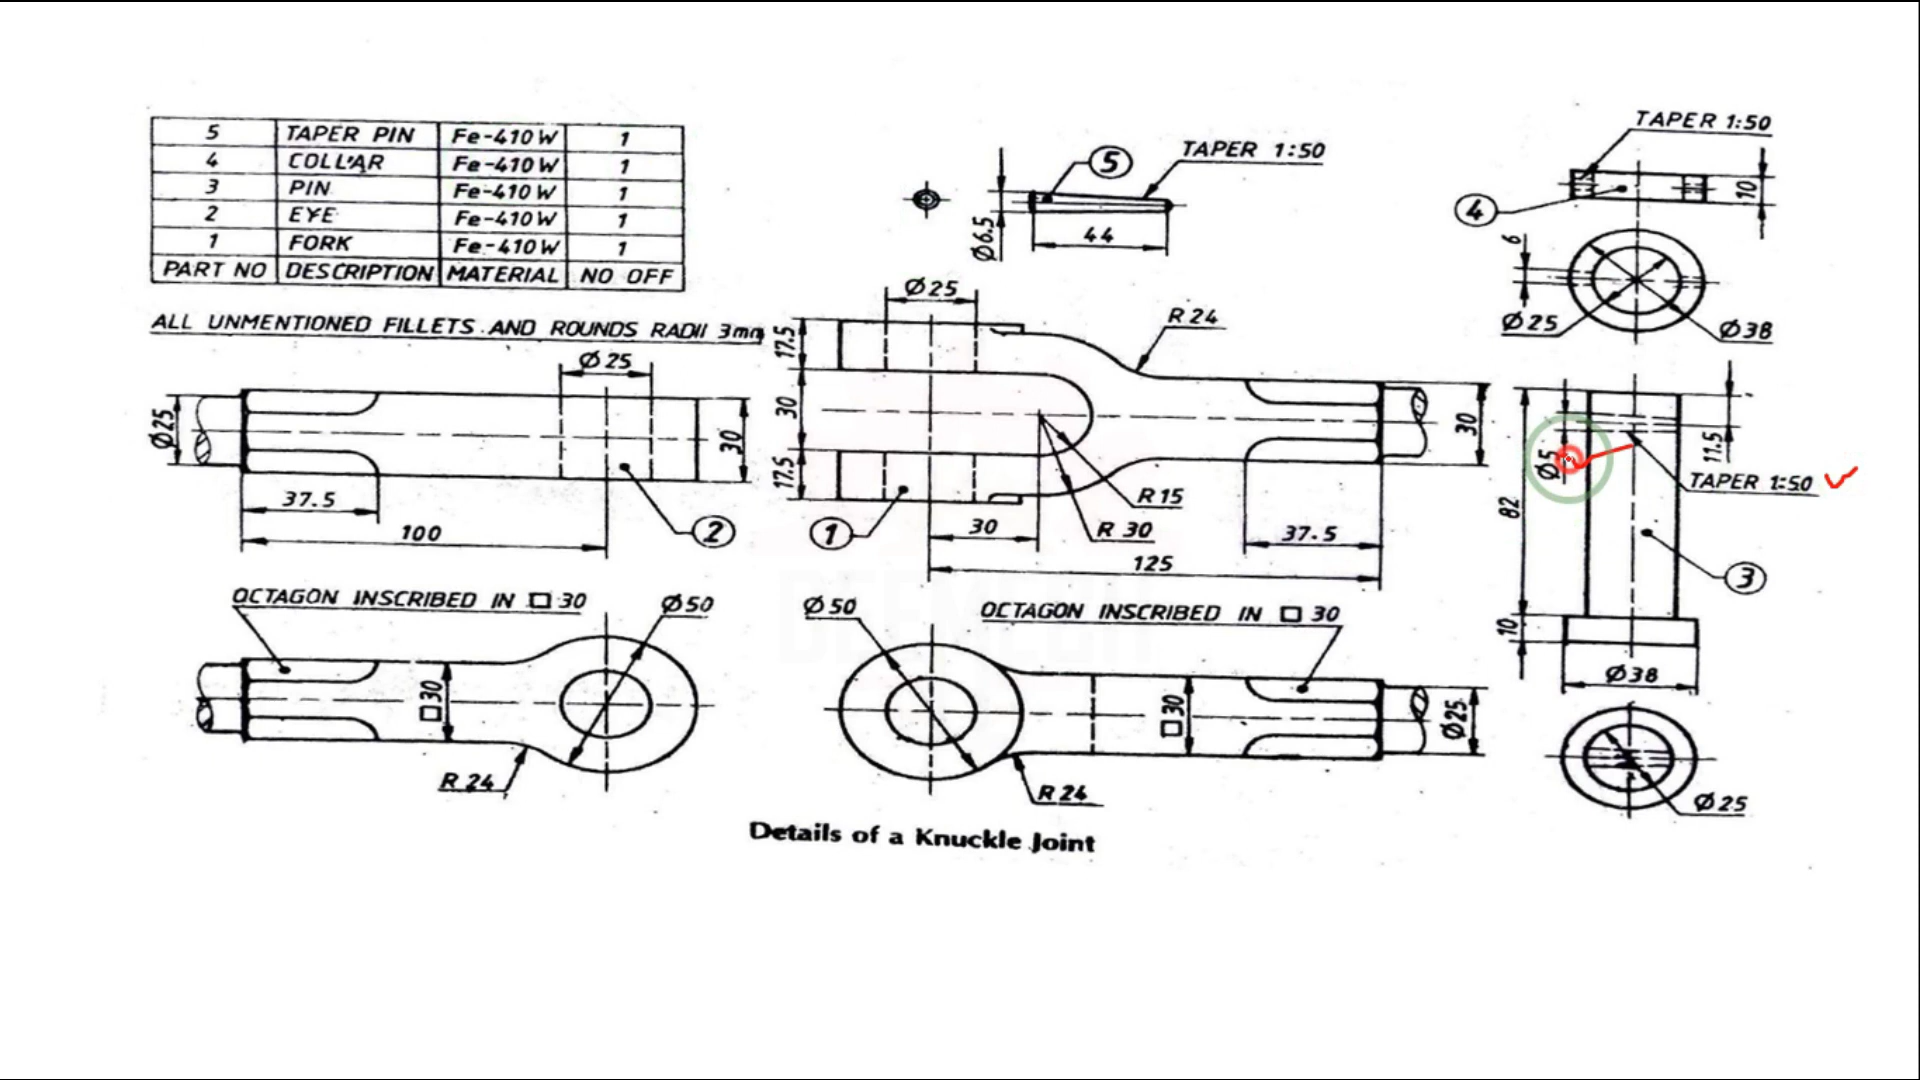 5 TAPER PIN Fe-410W 1
4 COLLAR Fe-410W 1
3 PIN Fe-410W 1
2 EYE Fe-410W 1
1 FORK Fe-410W 1
PART NO DESCRIPTION MATERIAL NO OFF
ALL UNMENTIONED FILLETS AND ROUNDS RADII 3mm
5
TAPER 1:50
Ø6.5
44
TAPER 1:50
4
10
6
Ø25
Ø38
Ø25
Ø25
30
37.5
100
2
Ø25
17.5
30
17.5
R 24
30
R 15
R 30
1
30
37.5
125
Ø5
11.5
TAPER 1:50
82
3
10
Ø38
Ø25
OCTAGON INSCRIBED IN □ 30
Ø50
□30
R 24
Ø50
OCTAGON INSCRIBED IN □ 30
□30
Ø25
R 24
Details of a Knuckle Joint